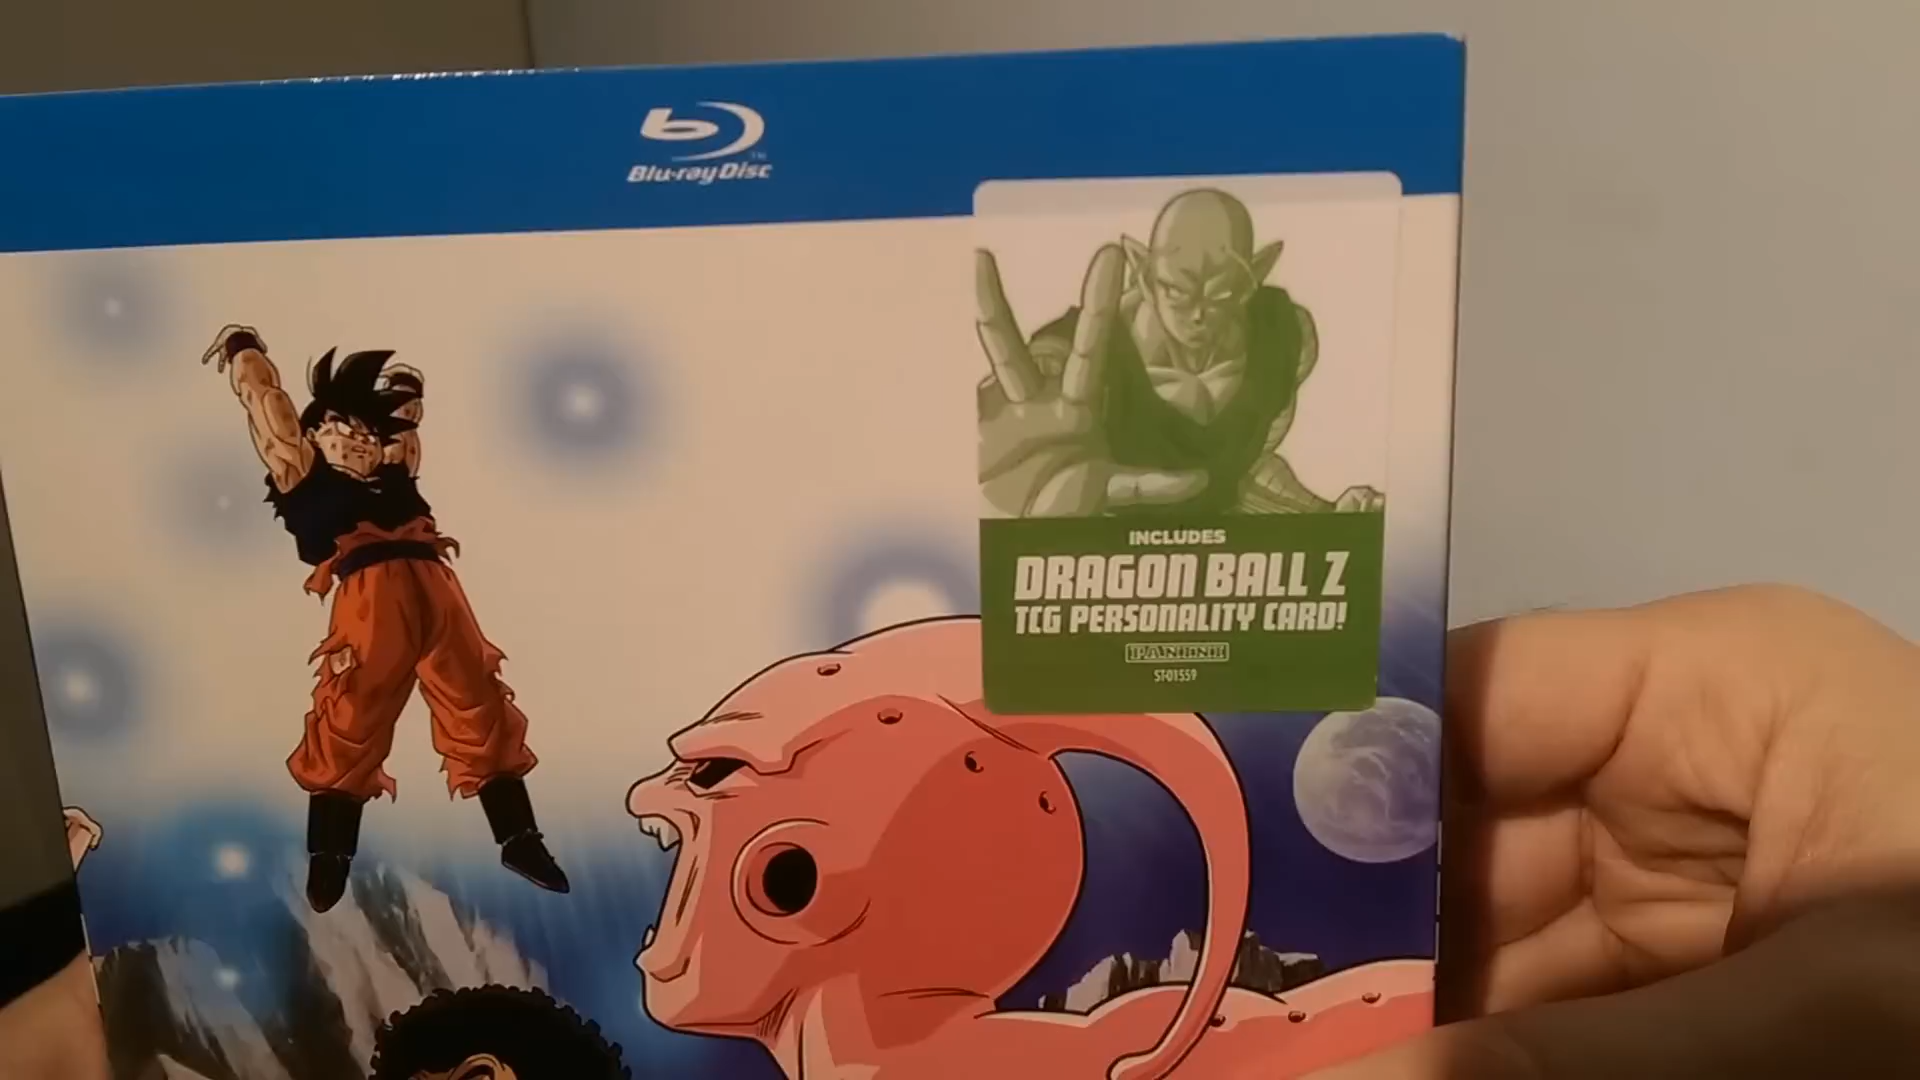 Blu-ray Disc
INCLUDES
DRAGON BALL Z
TCG PERSONALITY CARD!
PANINI
ST-01559